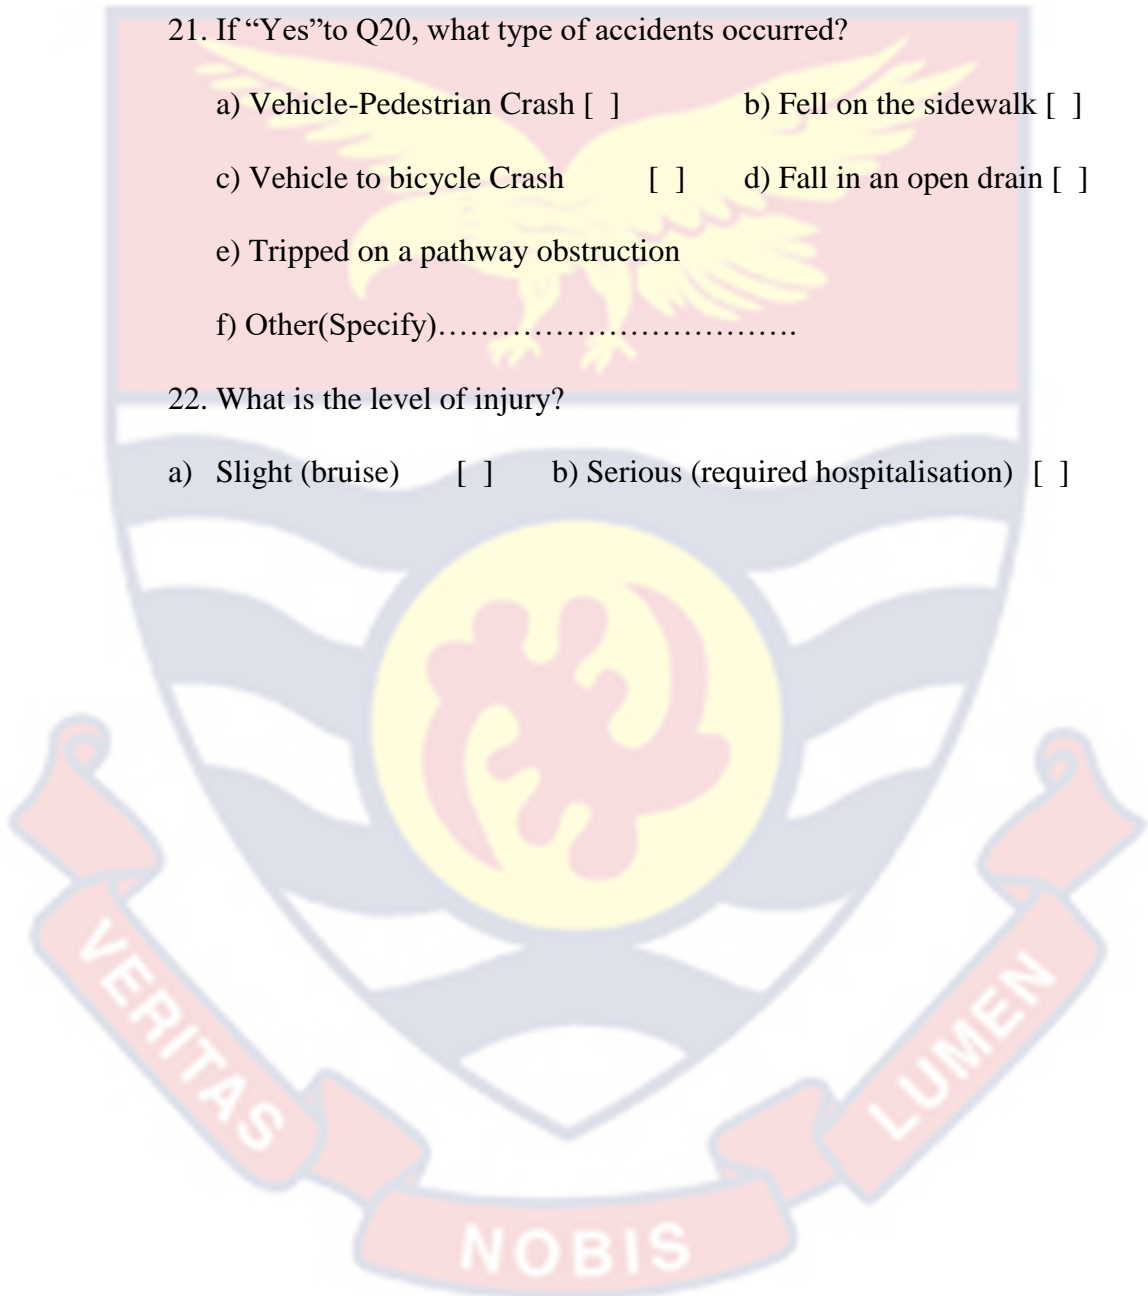 21. If “Yes”to Q20, what type of accidents occurred?
a) Vehicle-Pedestrian Crash [  ] b) Fell on the sidewalk [  ]
c) Vehicle to bicycle Crash [  ] d) Fall in an open drain [  ]
e) Tripped on a pathway obstruction
f) Other(Specify)…………………………….
22. What is the level of injury?
a) Slight (bruise) [  ] b) Serious (required hospitalisation) [  ]
VERITAS
NOBIS
LUMEN